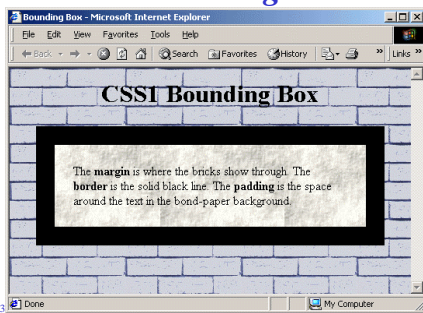 Bounding Box - Microsoft Internet Explorer
File Edit View Favorites Tools Help
Back Search Favorites History » Links »
CSS1 Bounding Box
The margin is where the bricks show through. The
border is the solid black line. The padding is the space
around the text in the bond-paper background.
3
Done My Computer